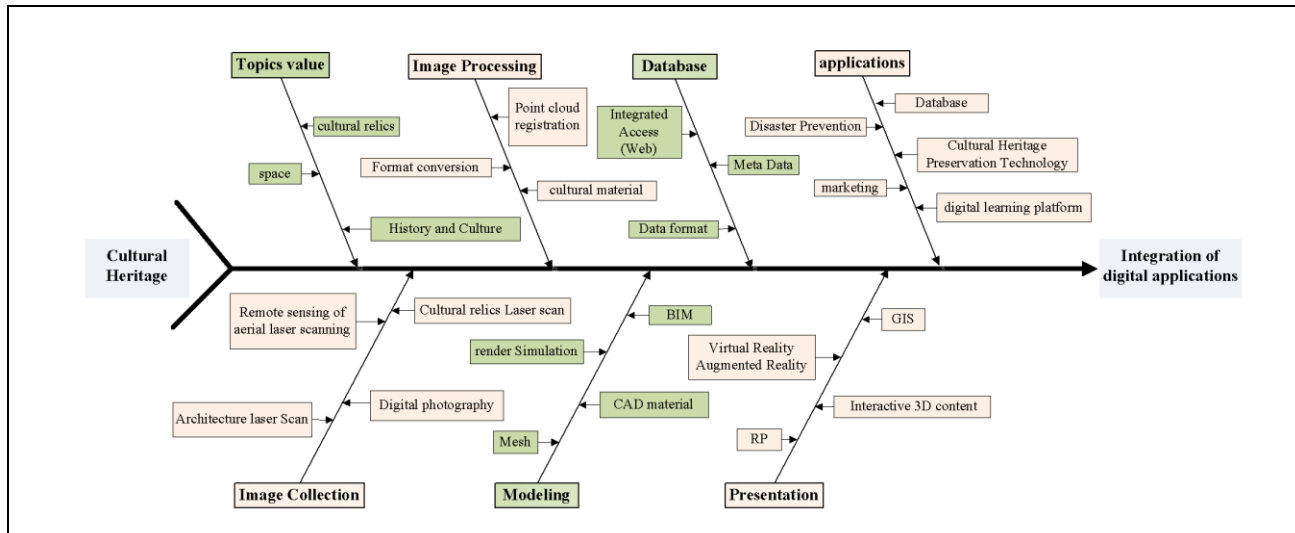 Topics value
Image Processing
Database
applications
cultural relics
space
History and Culture
Point cloud
registration
Format conversion
cultural material
Integrated
Access
(Web)
Meta Data
Data format
Database
Disaster Prevention
Cultural Heritage
Preservation Technology
marketing
digital learning platform
Cultural
Heritage
Integration of
digital applications
Remote sensing of
aerial laser scanning
Cultural relics Laser scan
Digital photography
Architecture laser Scan
BIM
render Simulation
CAD material
Mesh
GIS
Virtual Reality
Augmented Reality
Interactive 3D content
RP
Image Collection
Modeling
Presentation